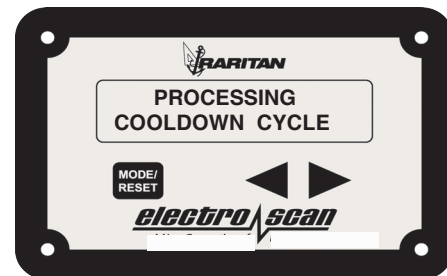 RARITAN
PROCESSING
COOLDOWN CYCLE
MODE/
RESET
electro scan